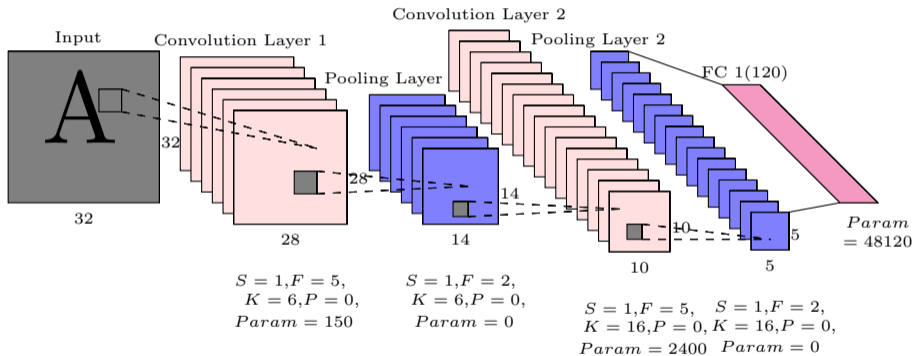 Input
A
32
32
Convolution Layer 1
28
28
S = 1,F = 5,
K = 6,P = 0,
Param = 150
Pooling Layer
14
14
S = 1,F = 2,
K = 6,P = 0,
Param = 0
Convolution Layer 2
10
10
S = 1,F = 5,
K = 16,P = 0,
Param = 2400
Pooling Layer 2
5
5
S = 1,F = 2,
K = 16,P = 0,
Param = 0
FC 1(120)
Param
= 48120